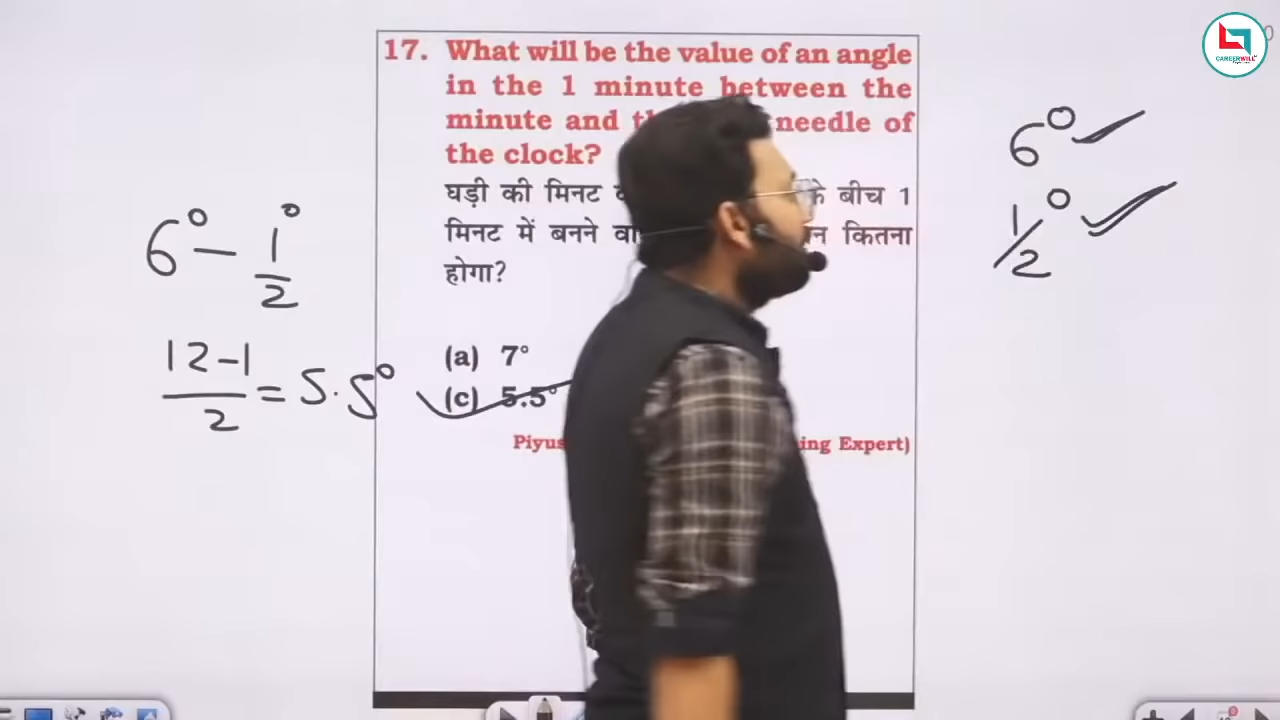 17. What will be the value of an angle
in the 1 minute between the
minute and needle of
the clock?
घड़ी की मिनट के बीच 1
मिनट में बनने कितना
होगा?
(a) 7°
(c) 5.5°
ing Expert)
6° - 1/2°
12-1/2 = 5.5°
6°
1/2°
CAREERWILL